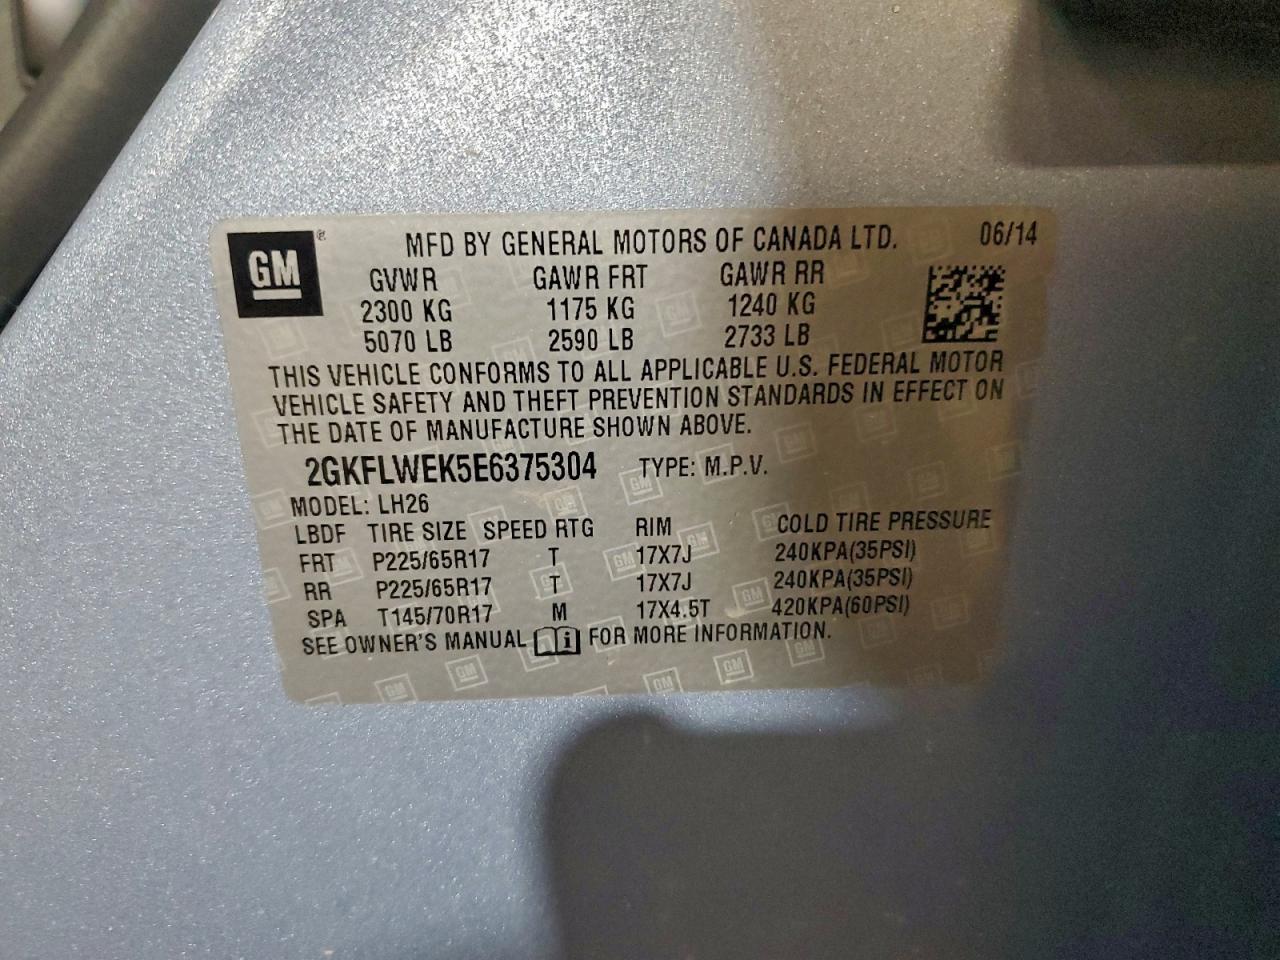 GM ® MFD BY GENERAL MOTORS OF CANADA LTD. 06/14
GVWR GAWR FRT GAWR RR
2300 KG 1175 KG 1240 KG
5070 LB 2590 LB 2733 LB
THIS VEHICLE CONFORMS TO ALL APPLICABLE U.S. FEDERAL MOTOR
VEHICLE SAFETY AND THEFT PREVENTION STANDARDS IN EFFECT ON
THE DATE OF MANUFACTURE SHOWN ABOVE.
2GKFLWEK5E6375304 TYPE: M.P.V.
MODEL: LH26
LBDF TIRE SIZE SPEED RTG RIM COLD TIRE PRESSURE
FRT P225/65R17 T 17X7J 240KPA(35PSI)
RR P225/65R17 T 17X7J 240KPA(35PSI)
SPA T145/70R17 M 17X4.5T 420KPA(60PSI)
SEE OWNER'S MANUAL i FOR MORE INFORMATION.